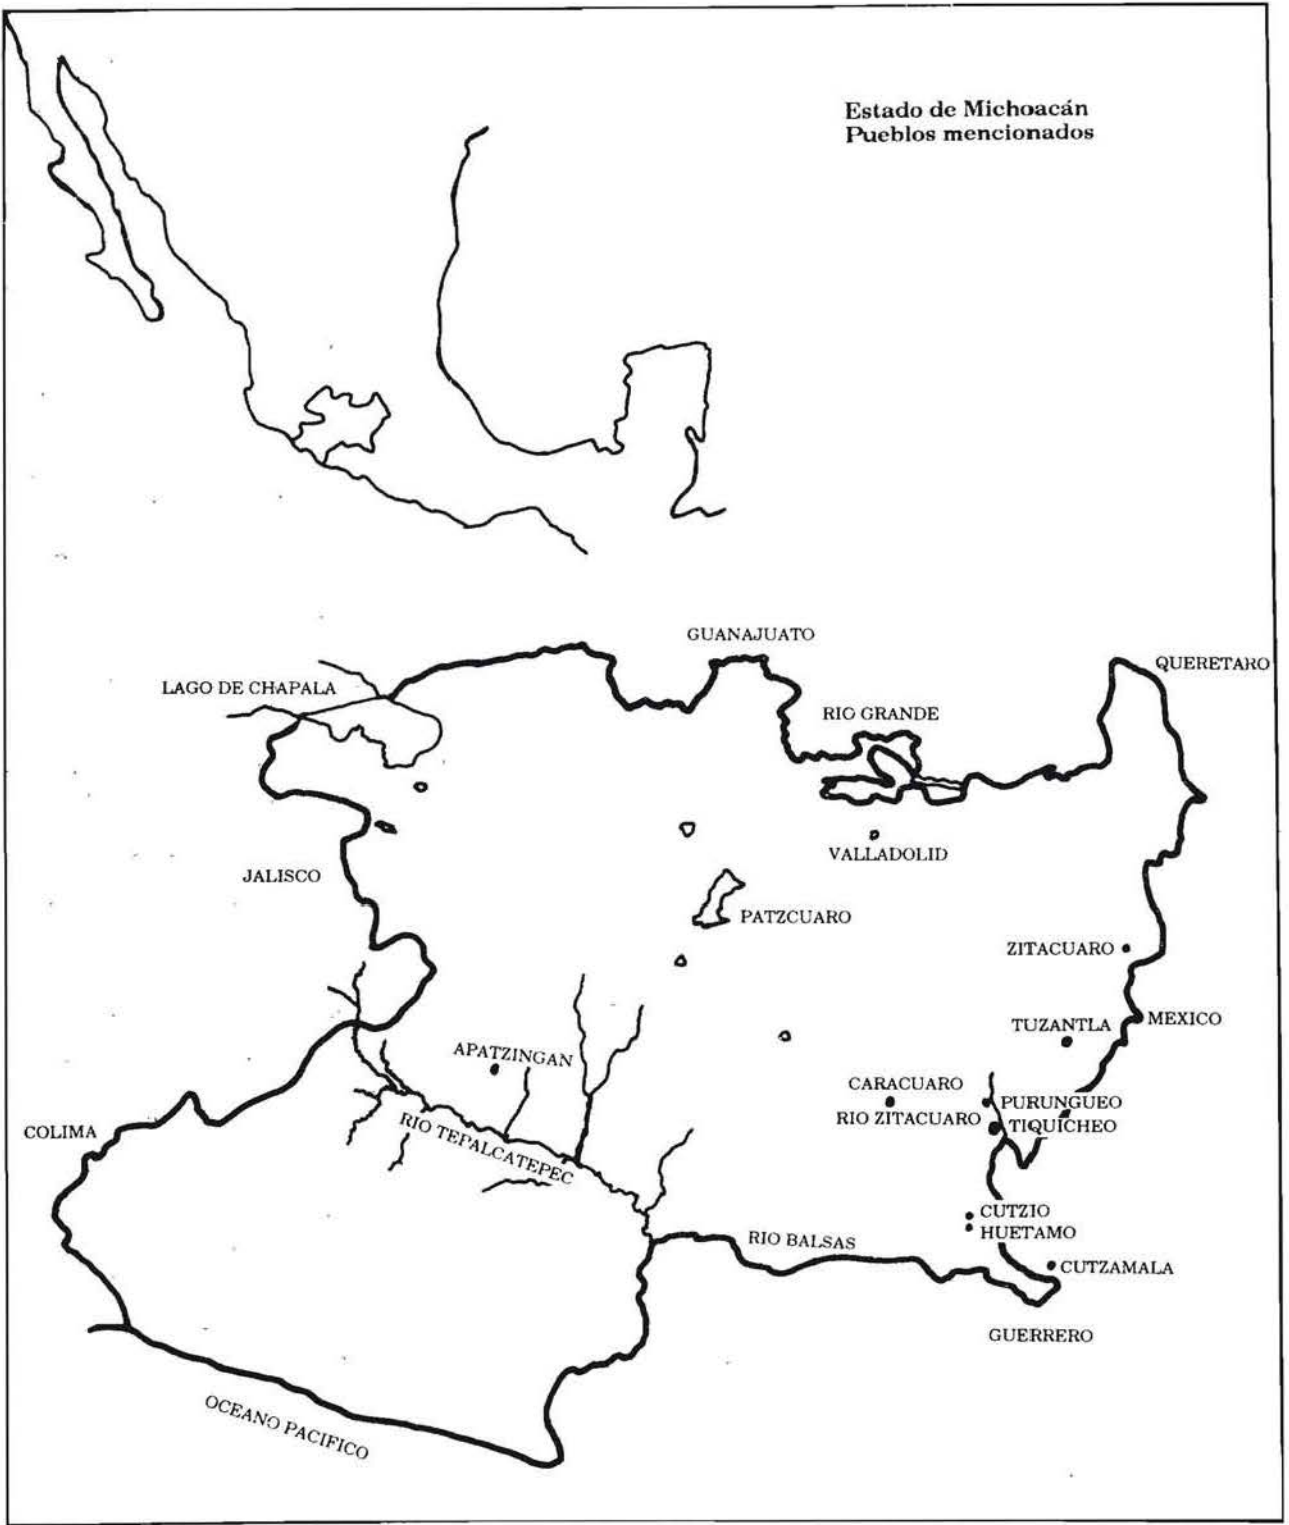 Estado de Michoacán
Pueblos mencionados
GUANAJUATO
QUERETARO
LAGO DE CHAPALA
RIO GRANDE
VALLADOLID
JALISCO
PATZCUARO
ZITACUARO
MEXICO
TUZANTLA
APATZINGAN
CARACUARO
PURUNGUEO
RIO ZITACUARO
TIQUICHEO
COLIMA
RIO TEPALCATEPEC
CUTZIO
HUETAMO
RIO BALSAS
CUTZAMALA
GUERRERO
OCEANO PACIFICO